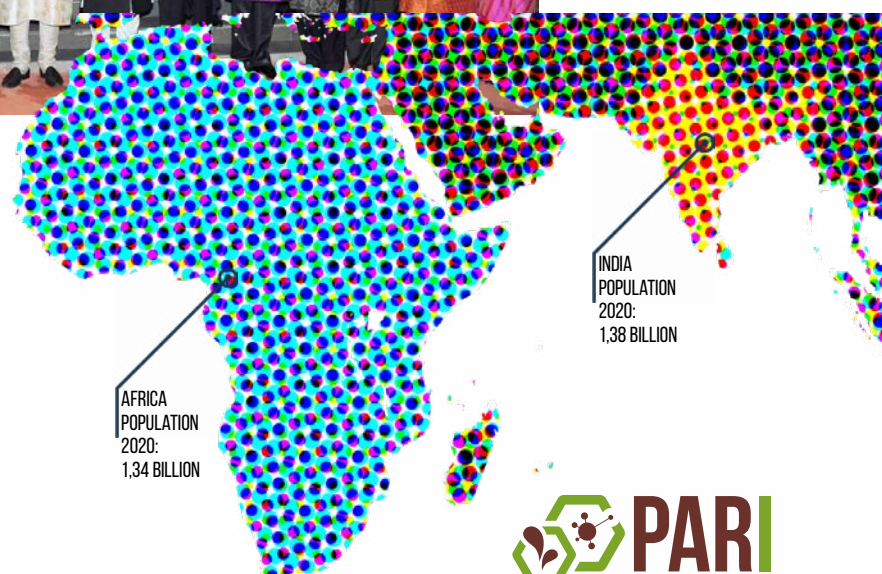 INDIA
POPULATION
2020:
1,38 BILLION
AFRICA
POPULATION
2020:
1,34 BILLION
PARI